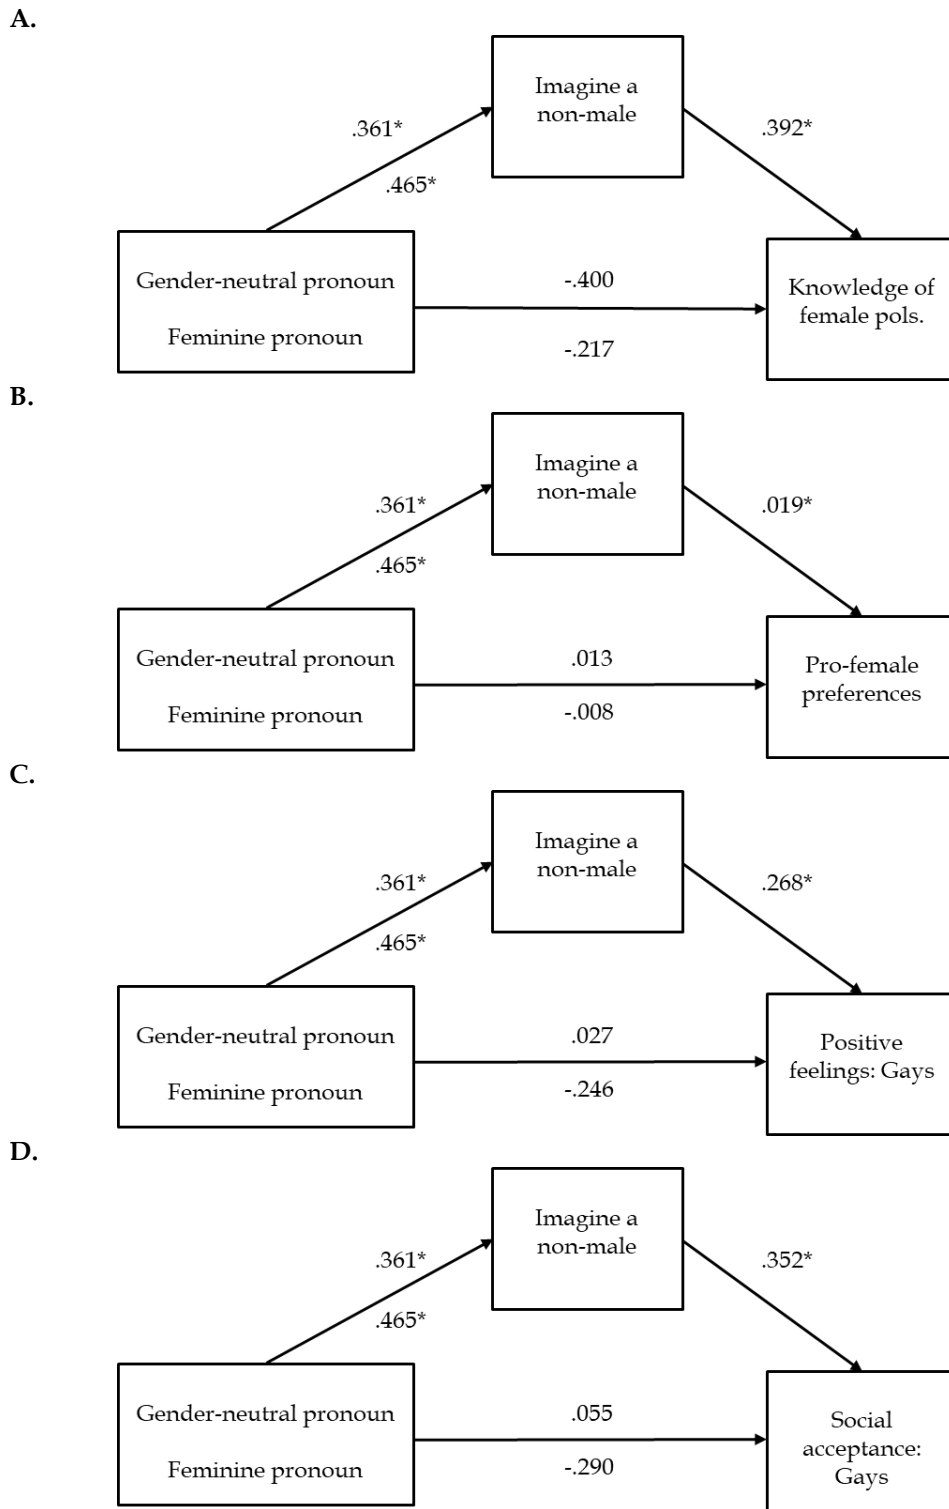 A.
Imagine a
non-male
.361*
.392*
.465*
Gender-neutral pronoun
Feminine pronoun
-.400
-.217
Knowledge of
female pols.
B.
Imagine a
non-male
.361*
.019*
.465*
Gender-neutral pronoun
Feminine pronoun
.013
-.008
Pro-female
preferences
C.
Imagine a
non-male
.361*
.268*
.465*
Gender-neutral pronoun
Feminine pronoun
.027
-.246
Positive
feelings: Gays
D.
Imagine a
non-male
.361*
.352*
.465*
Gender-neutral pronoun
Feminine pronoun
.055
-.290
Social
acceptance:
Gays